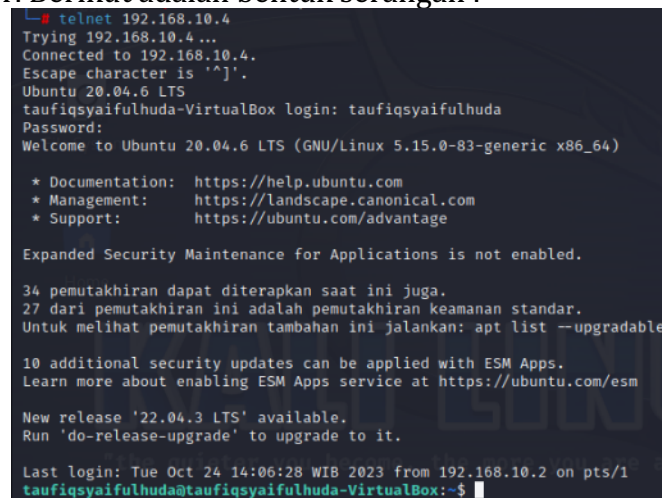 └─# telnet 192.168.10.4
Trying 192.168.10.4 ...
Connected to 192.168.10.4.
Escape character is '^]'.
Ubuntu 20.04.6 LTS
taufiqsyaifulhuda-VirtualBox login: taufiqsyaifulhuda
Password:
Welcome to Ubuntu 20.04.6 LTS (GNU/Linux 5.15.0-83-generic x86_64)
* Documentation: https://help.ubuntu.com
* Management: https://landscape.canonical.com
* Support: https://ubuntu.com/advantage
Expanded Security Maintenance for Applications is not enabled.
34 pemutakhiran dapat diterapkan saat ini juga.
27 dari pemutakhiran ini adalah pemutakhiran keamanan standar.
Untuk melihat pemutakhiran tambahan ini jalankan: apt list --upgradable
10 additional security updates can be applied with ESM Apps.
Learn more about enabling ESM Apps service at https://ubuntu.com/esm
New release '22.04.3 LTS' available.
Run 'do-release-upgrade' to upgrade to it.
Last login: Tue Oct 24 14:06:28 WIB 2023 from 192.168.10.2 on pts/1
taufiqsyaifulhuda@taufiqsyaifulhuda-VirtualBox:~$